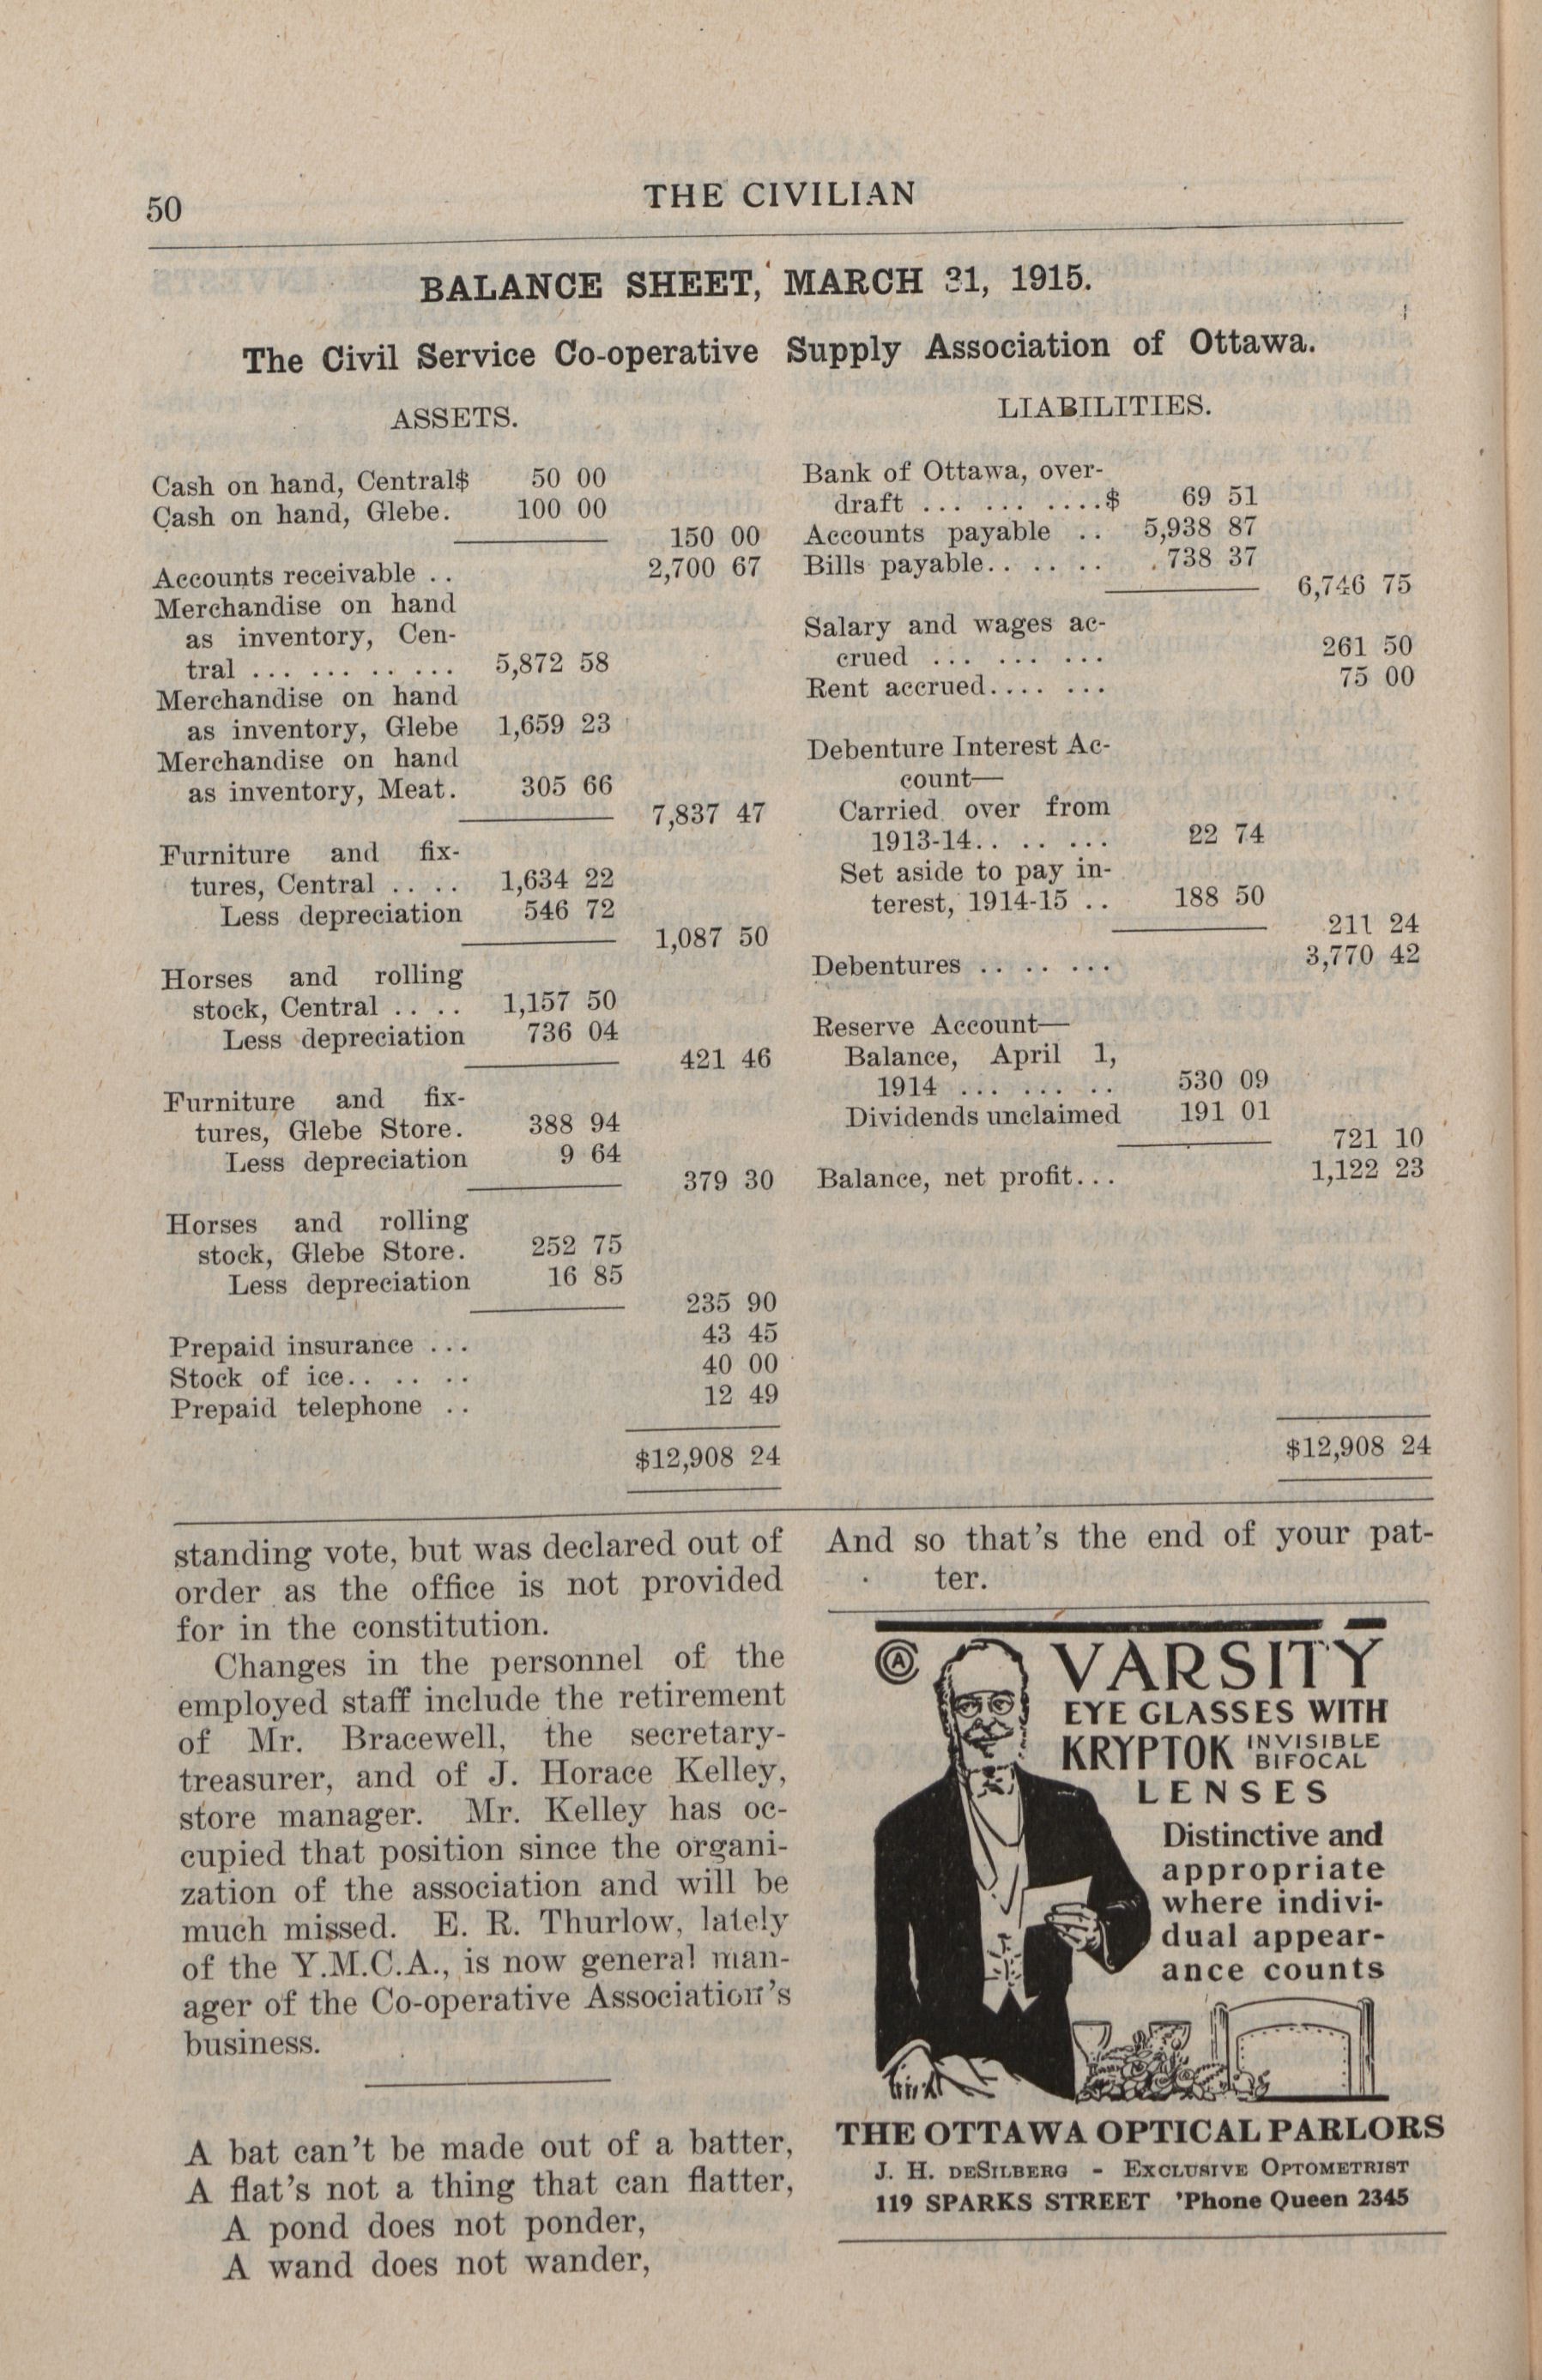 50
THE CIVILIAN
BALANCE SHEET, MARCH 31, 1915.
The Civil Service Co-operative Supply Association of Ottawa.
ASSETS.
Cash on hand, Central$ 50 00
Cash on hand, Glebe. 100 00
150 00
Accounts receivable .. 2,700 67
Merchandise on hand
as inventory, Cen-
tral ... ... .. ... 5,872 58
Merchandise on hand
as inventory, Glebe 1,659 23
Merchandise on hand
as inventory, Meat. 305 66
7,837 47
Furniture and fix-
tures, Central .. .. 1,634 22
Less depreciation 546 72
1,087 50
Horses and rolling
stock, Central .. .. 1,157 50
Less depreciation 736 04
421 46
Furniture and fix-
tures, Glebe Store. 388 94
Less depreciation 9 64
379 30
Horses and rolling
stock, Glebe Store. 252 75
Less depreciation 16 85
235 90
Prepaid insurance ... 43 45
Stock of ice.. .. .. 40 00
Prepaid telephone .. 12 49
$12,908 24
LIABILITIES.
Bank of Ottawa, over-
draft ... ... ....$ 69 51
Accounts payable .. 5,938 87
Bills payable.. .. .. 738 37
6,746 75
Salary and wages ac-
crued ... ... ... 261 50
Rent accrued.... ... 75 00
Debenture Interest Ac-
count—
Carried over from
1913-14.. .. ... 22 74
Set aside to pay in-
terest, 1914-15 .. 188 50
211 24
Debentures .. .. ... 3,770 42
Reserve Account—
Balance, April 1,
1914 ... ... .. 530 09
Dividends unclaimed 191 01
721 10
Balance, net profit... 1,122 23
$12,908 24
standing vote, but was declared out of
order as the office is not provided
for in the constitution.
Changes in the personnel of the
employed staff include the retirement
of Mr. Bracewell, the secretary-
treasurer, and of J. Horace Kelley,
store manager. Mr. Kelley has oc-
cupied that position since the organi-
zation of the association and will be
much missed. E. R. Thurlow, lately
of the Y.M.C.A., is now general man-
ager of the Co-operative Association's
business.
A bat can't be made out of a batter,
A flat's not a thing that can flatter,
A pond does not ponder,
A wand does not wander,
And so that's the end of your pat-
ter.
Ⓐ VARSITY
EYE GLASSES WITH
KRYPTOK INVISIBLE
BIFOCAL
LENSES
Distinctive and
appropriate
where indivi-
dual appear-
ance counts
THE OTTAWA OPTICAL PARLORS
J. H. DESILBERG - EXCLUSIVE OPTOMETRIST
119 SPARKS STREET 'Phone Queen 2345